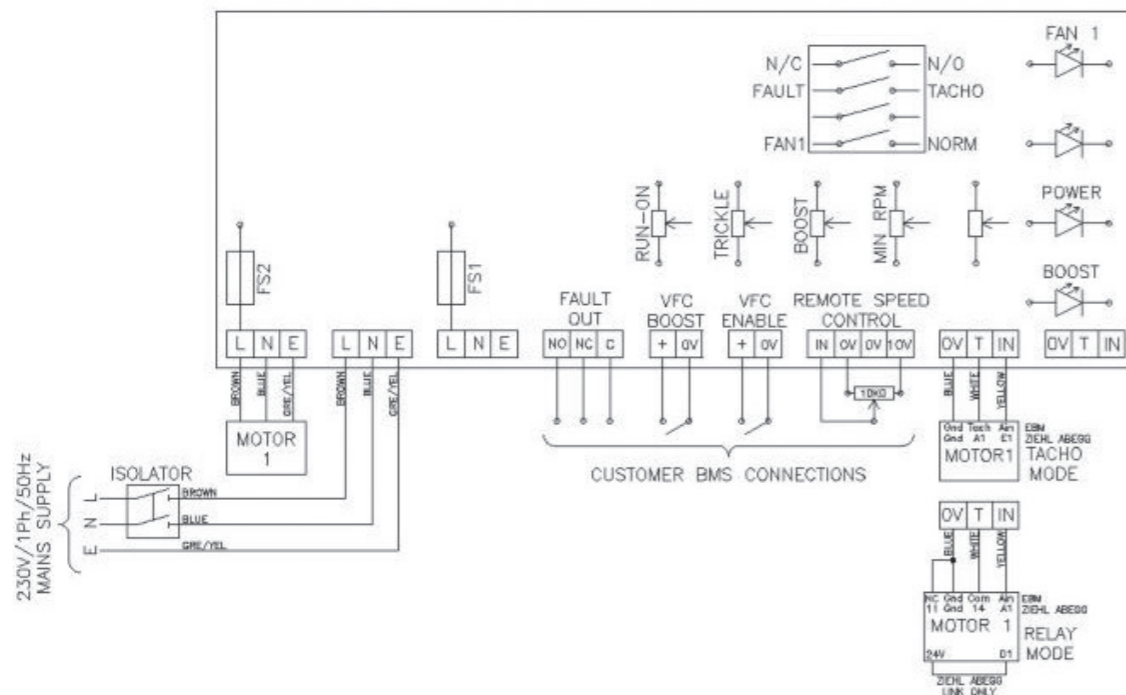 FAN 1
N/C N/O
FAULT TACHO
FAN1 NORM
RUN-ON
TRICKLE
BOOST
MIN RPM
POWER
BOOST
FS2
FS1
FAULT OUT
VFC BOOST
VFC ENABLE
REMOTE SPEED CONTROL
L N E
L N E
L N E
NO NC C
+ 0V
+ 0V
IN 0V 0V 10V
0V T IN
0V T IN
BROWN BLUE GRE/YEL
BROWN BLUE GRE/YEL
BLUE WHITE YELLOW
10KΩ
MOTOR 1
Gnd Tach Ain EBM
Gnd A1 E1 ZIEHL ABEGG
MOTOR1
TACHO MODE
CUSTOMER BMS CONNECTIONS
ISOLATOR
230V/1Ph/50Hz
MAINS SUPPLY
L BROWN
N BLUE
E GRE/YEL
0V T IN
BLUE WHITE YELLOW
NC Gnd Com Ain EBM
11 Gnd 14 A1 ZIEHL ABEGG
MOTOR 1
RELAY MODE
24V D1
ZIEHL ABEGG
LINK ONLY